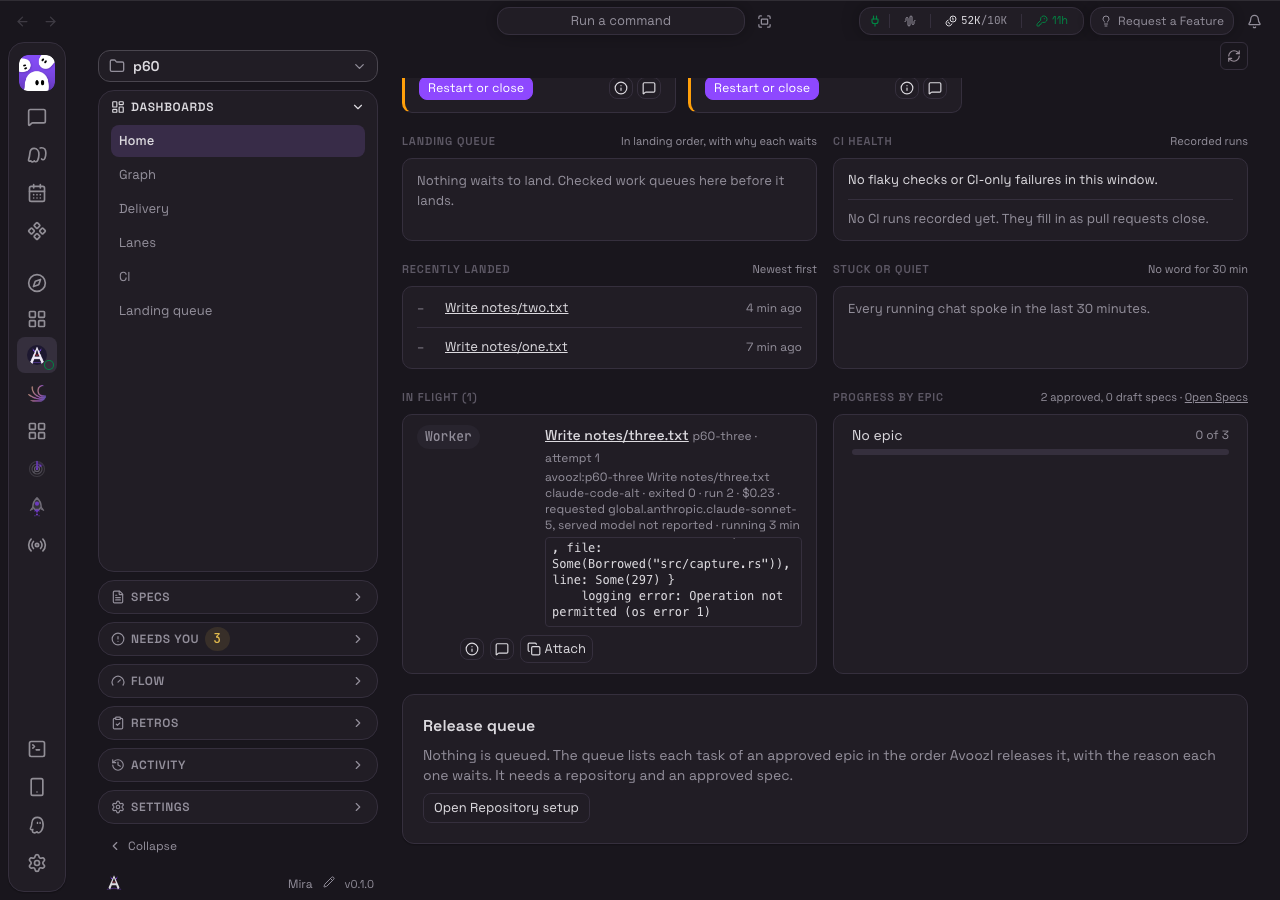 Run a command
52K/10K
11h
Request a Feature
p60
DASHBOARDS
Home
Graph
Delivery
Lanes
CI
Landing queue
SPECS
NEEDS YOU 3
FLOW
RETROS
ACTIVITY
SETTINGS
Collapse
Mira
v0.1.0
Restart or close
Restart or close
LANDING QUEUE
In landing order, with why each waits
Nothing waits to land. Checked work queues here before it
lands.
CI HEALTH
Recorded runs
No flaky checks or CI-only failures in this window.
No CI runs recorded yet. They fill in as pull requests close.
RECENTLY LANDED
Newest first
– Write notes/two.txt 4 min ago
– Write notes/one.txt 7 min ago
STUCK OR QUIET
No word for 30 min
Every running chat spoke in the last 30 minutes.
IN FLIGHT (1)
Worker
Write notes/three.txt p60-three ·
attempt 1
avoozl:p60-three Write notes/three.txt
claude-code-alt · exited 0 · run 2 · $0.23 ·
requested global.anthropic.claude-sonnet-
5, served model not reported · running 3 min
, file:
Some(Borrowed("src/capture.rs")),
line: Some(297) }
logging error: Operation not
permitted (os error 1)
Attach
PROGRESS BY EPIC
2 approved, 0 draft specs · Open Specs
No epic
0 of 3
Release queue
Nothing is queued. The queue lists each task of an approved epic in the order Avoozl releases it, with the reason each
one waits. It needs a repository and an approved spec.
Open Repository setup